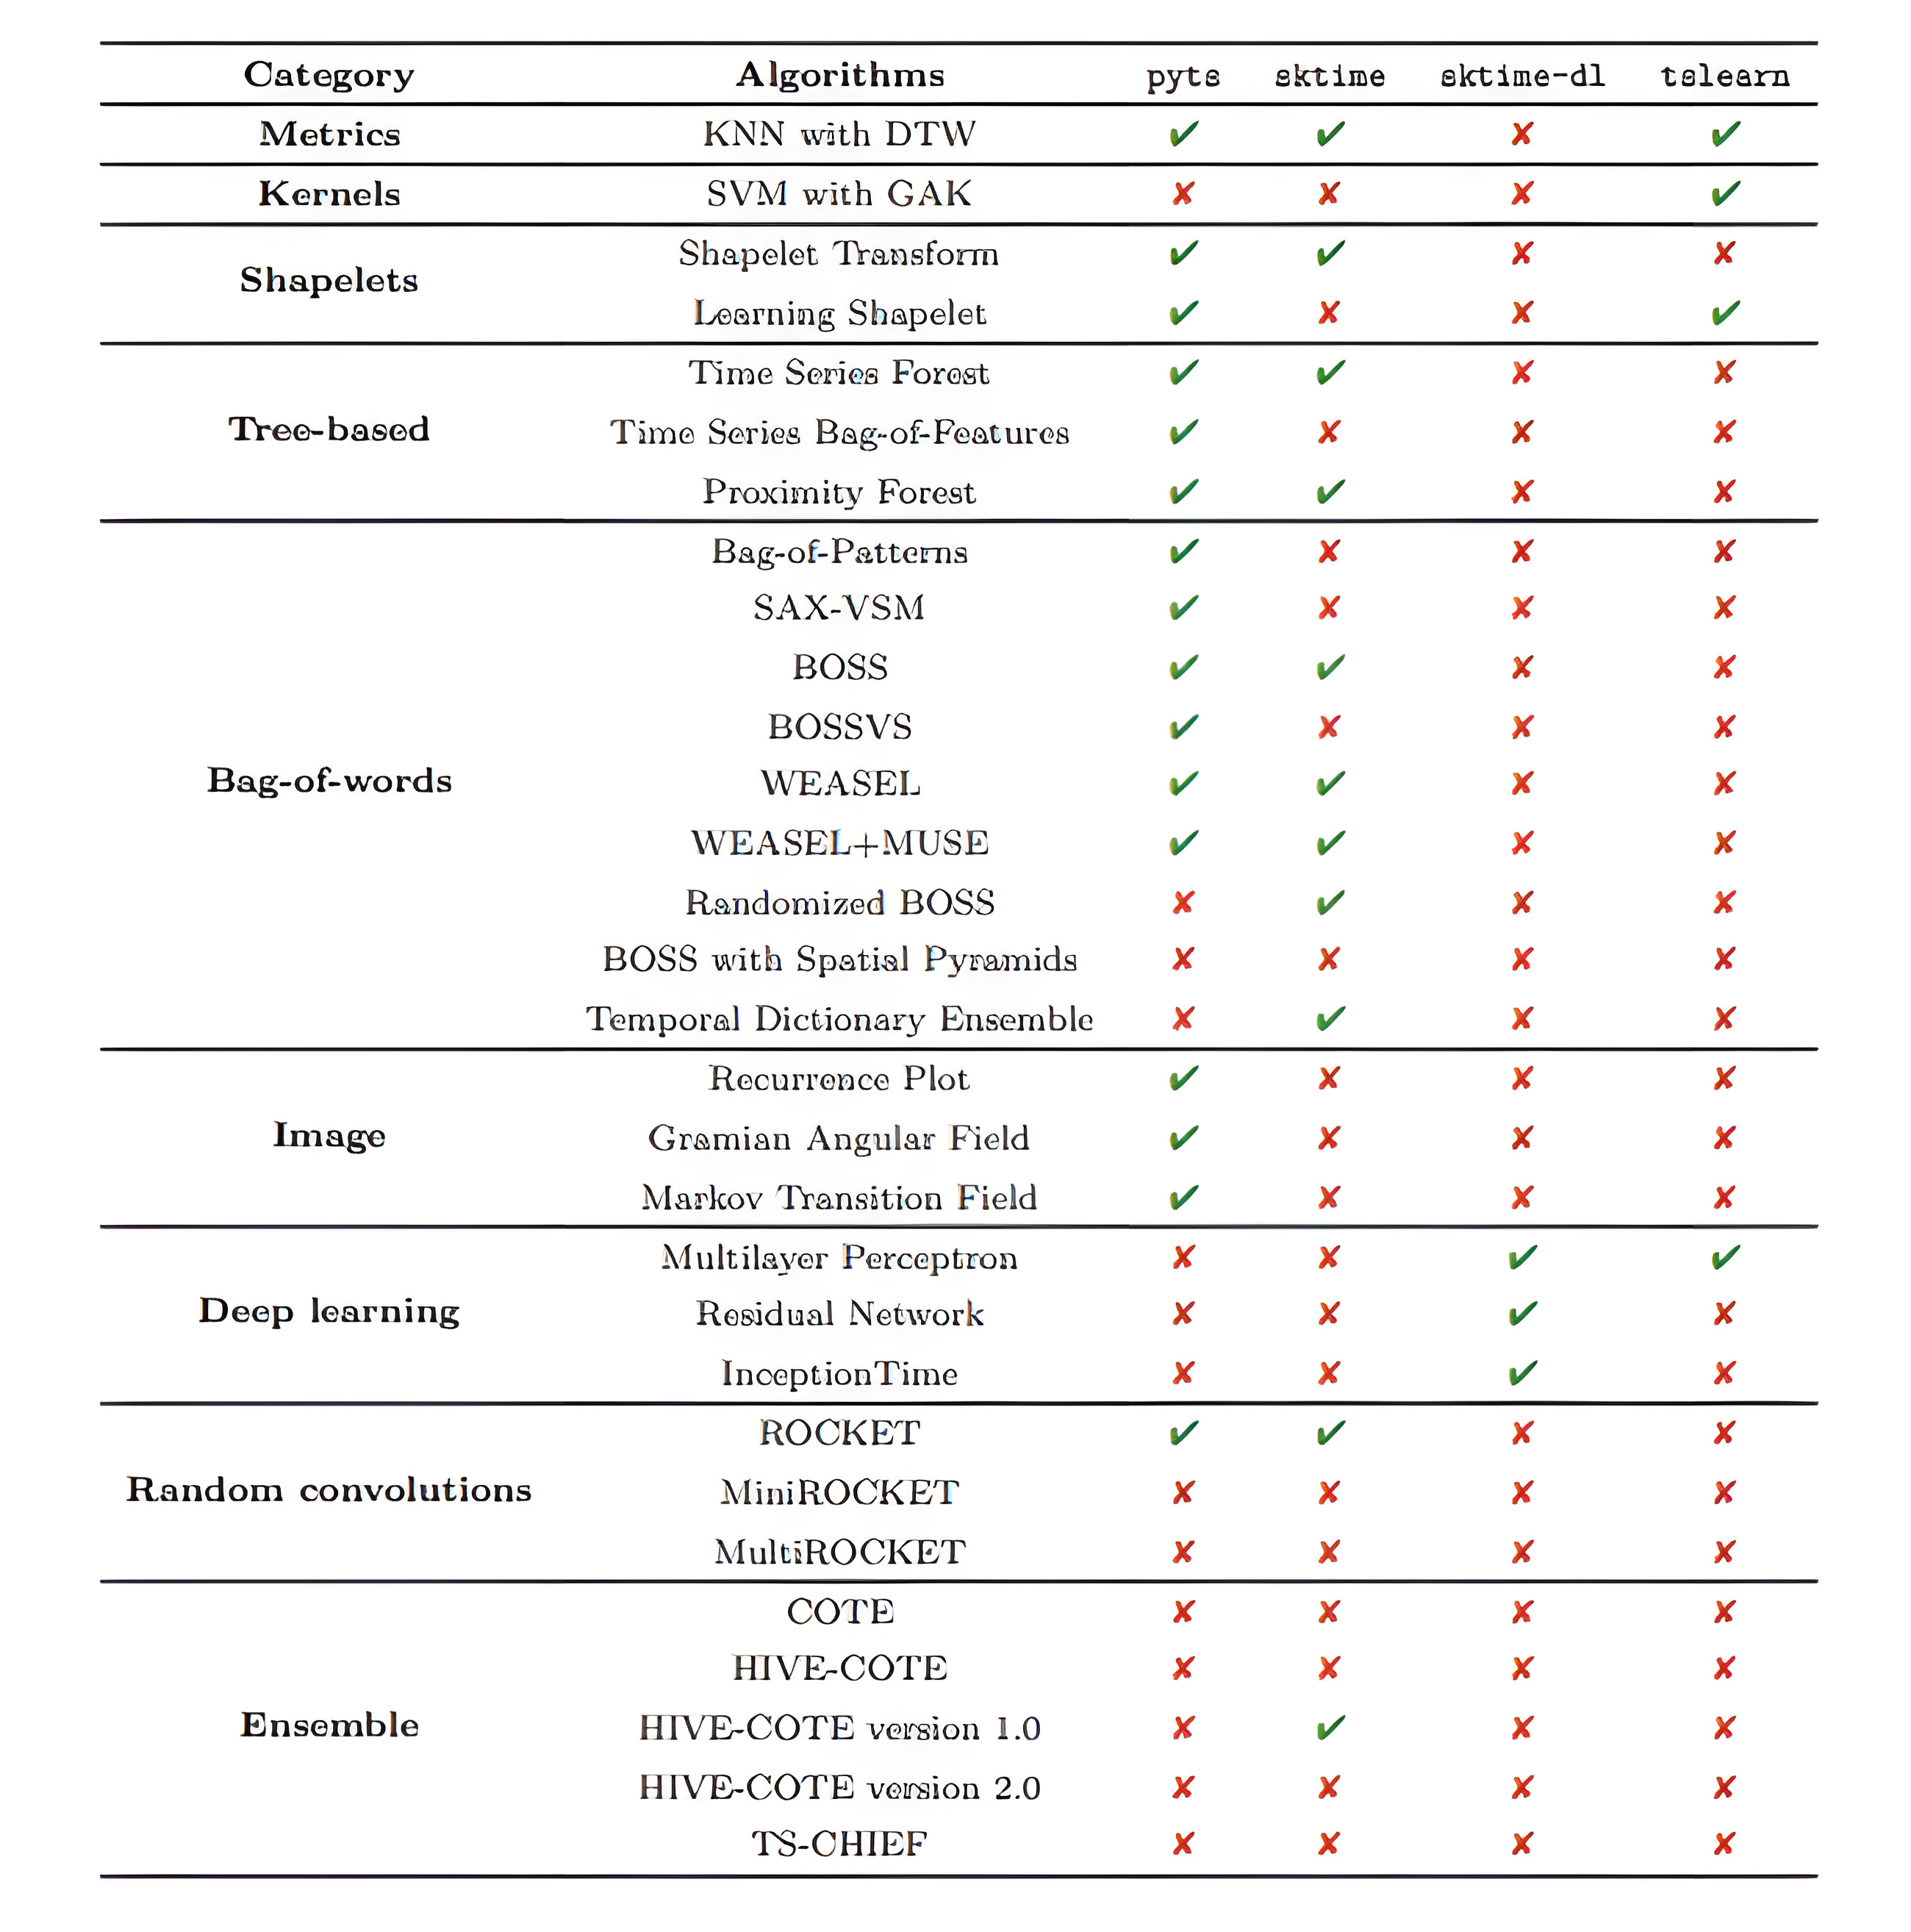 Category Algorithms pyts sktime sktime-dl tslearn
Metrics KNN with DTW ✔ ✔ ✘ ✔
Kernels SVM with GAK ✘ ✘ ✘ ✔
Shapelets
Shapelet Transform ✔ ✔ ✘ ✘
Learning Shapelet ✔ ✘ ✘ ✔
Tree-based
Time Series Forest ✔ ✔ ✘ ✘
Time Series Bag-of-Features ✔ ✘ ✘ ✘
Proximity Forest ✔ ✔ ✘ ✘
Bag-of-words
Bag-of-Patterns ✔ ✘ ✘ ✘
SAX-VSM ✔ ✘ ✘ ✘
BOSS ✔ ✔ ✘ ✘
BOSSVS ✔ ✘ ✘ ✘
WEASEL ✔ ✔ ✘ ✘
WEASEL+MUSE ✔ ✔ ✘ ✘
Randomized BOSS ✘ ✔ ✘ ✘
BOSS with Spatial Pyramids ✘ ✘ ✘ ✘
Temporal Dictionary Ensemble ✘ ✔ ✘ ✘
Image
Recurrence Plot ✔ ✘ ✘ ✘
Gramian Angular Field ✔ ✘ ✘ ✘
Markov Transition Field ✔ ✘ ✘ ✘
Deep learning
Multilayer Perceptron ✘ ✘ ✔ ✔
Residual Network ✘ ✘ ✔ ✘
InceptionTime ✘ ✘ ✔ ✘
Random convolutions
ROCKET ✔ ✔ ✘ ✘
MiniROCKET ✘ ✘ ✘ ✘
MultiROCKET ✘ ✘ ✘ ✘
Ensemble
COTE ✘ ✘ ✘ ✘
HIVE-COTE ✘ ✘ ✘ ✘
HIVE-COTE version 1.0 ✘ ✔ ✘ ✘
HIVE-COTE version 2.0 ✘ ✘ ✘ ✘
TS-CHIEF ✘ ✘ ✘ ✘